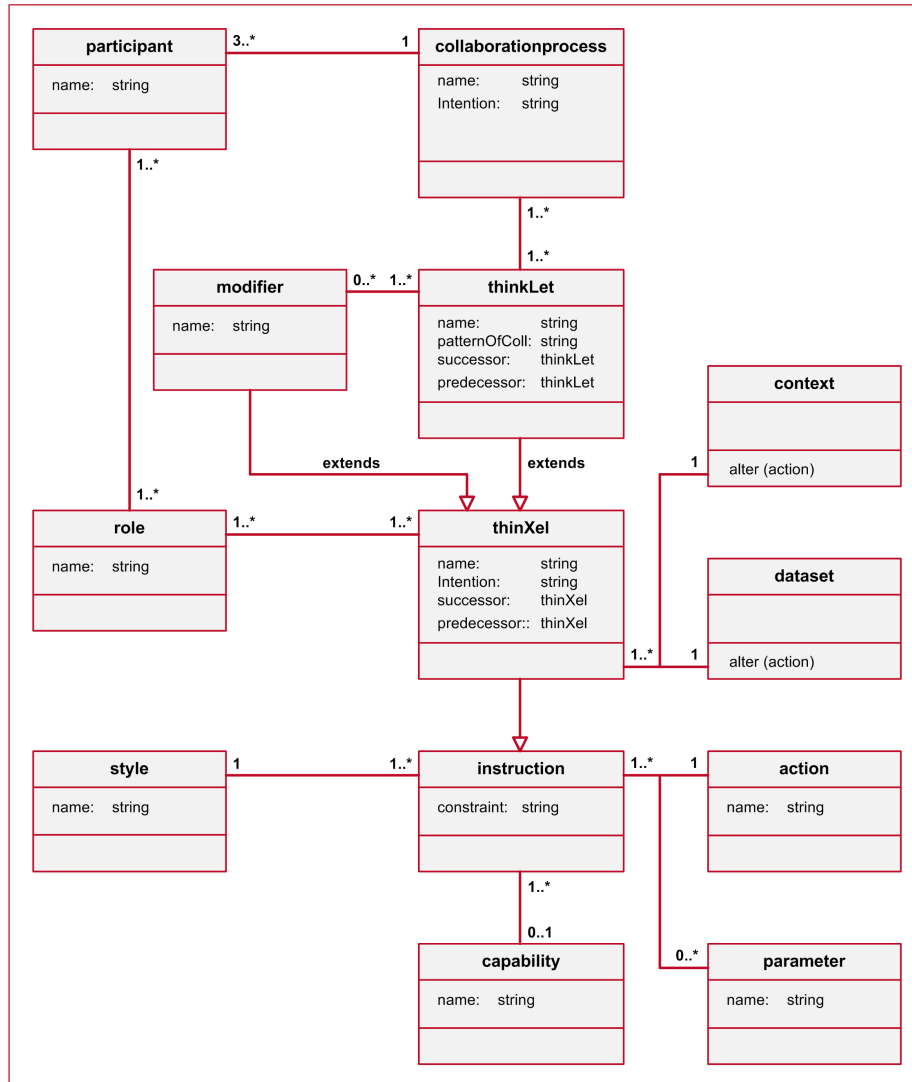 participant
name: string
3..* 1
collaborationprocess
name: string
Intention: string
1..*
1..*
1..*
modifier
name: string
0..* 1..*
thinkLet
name: string
patternOfColl: string
successor: thinkLet
predecessor: thinkLet
context
alter (action)
extends
extends
1
1..*
role
name: string
1..* 1..*
thinXel
name: string
Intention: string
successor: thinXel
predecessor:: thinXel
dataset
alter (action)
1..* 1
style
name: string
1 1..*
instruction
constraint: string
1..* 1
action
name: string
1..*
0..1
capability
name: string
0..*
parameter
name: string